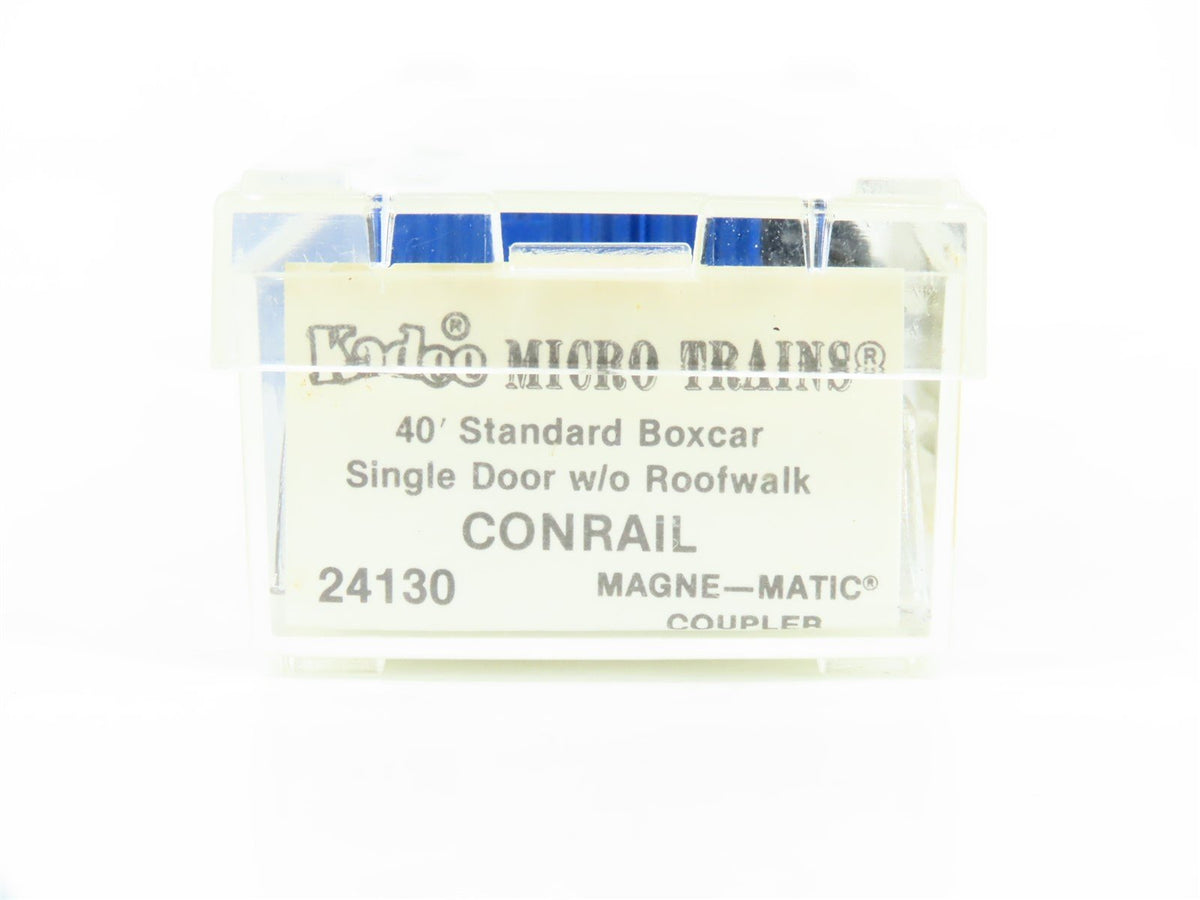 Kadee® MICRO TRAINS®
40' Standard Boxcar
Single Door w/o Roofwalk
CONRAIL
24130 MAGNE—MATIC®
COUPLER